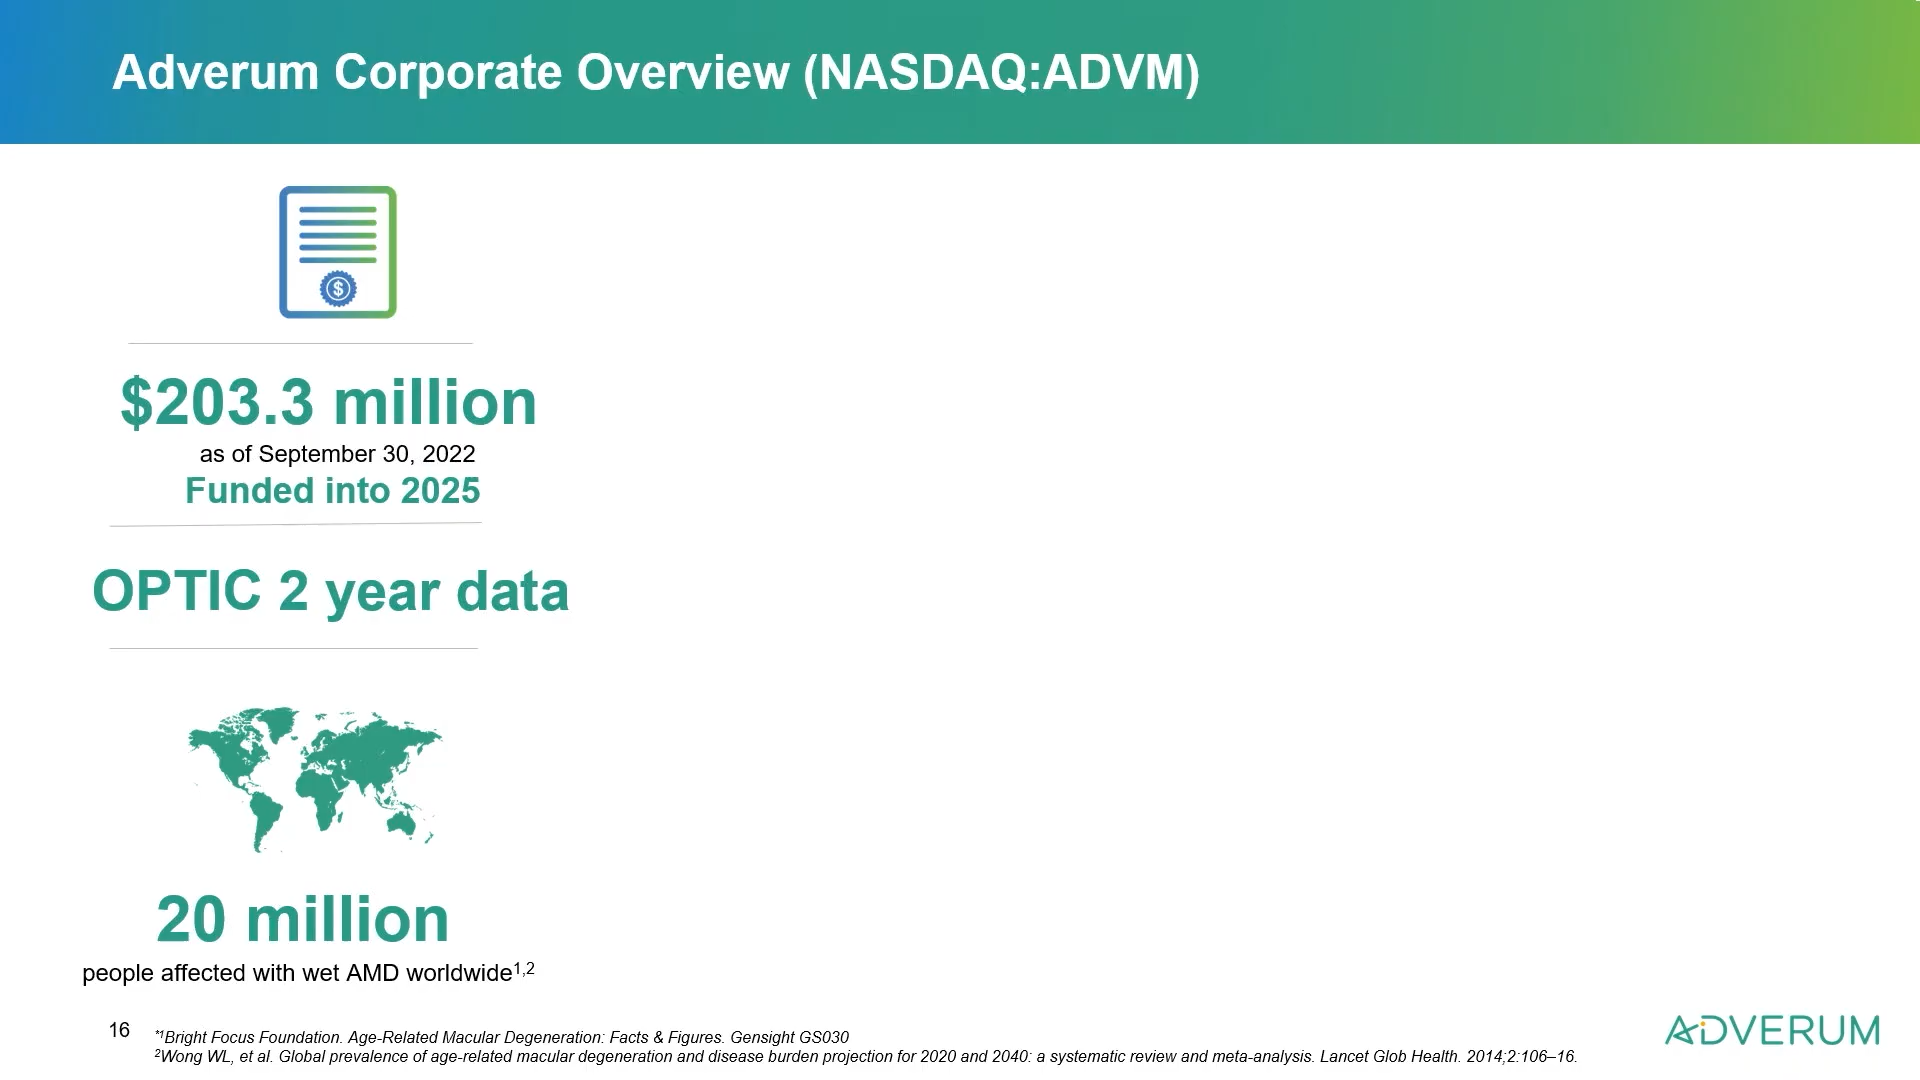 Adverum Corporate Overview (NASDAQ:ADVM)
$
$203.3 million
as of September 30, 2022
Funded into 2025
OPTIC 2 year data
20 million
people affected with wet AMD worldwide1,2
16
*1Bright Focus Foundation. Age-Related Macular Degeneration: Facts & Figures. Gensight GS030
2Wong WL, et al. Global prevalence of age-related macular degeneration and disease burden projection for 2020 and 2040: a systematic review and meta-analysis. Lancet Glob Health. 2014;2:106–16.
ADVERUM